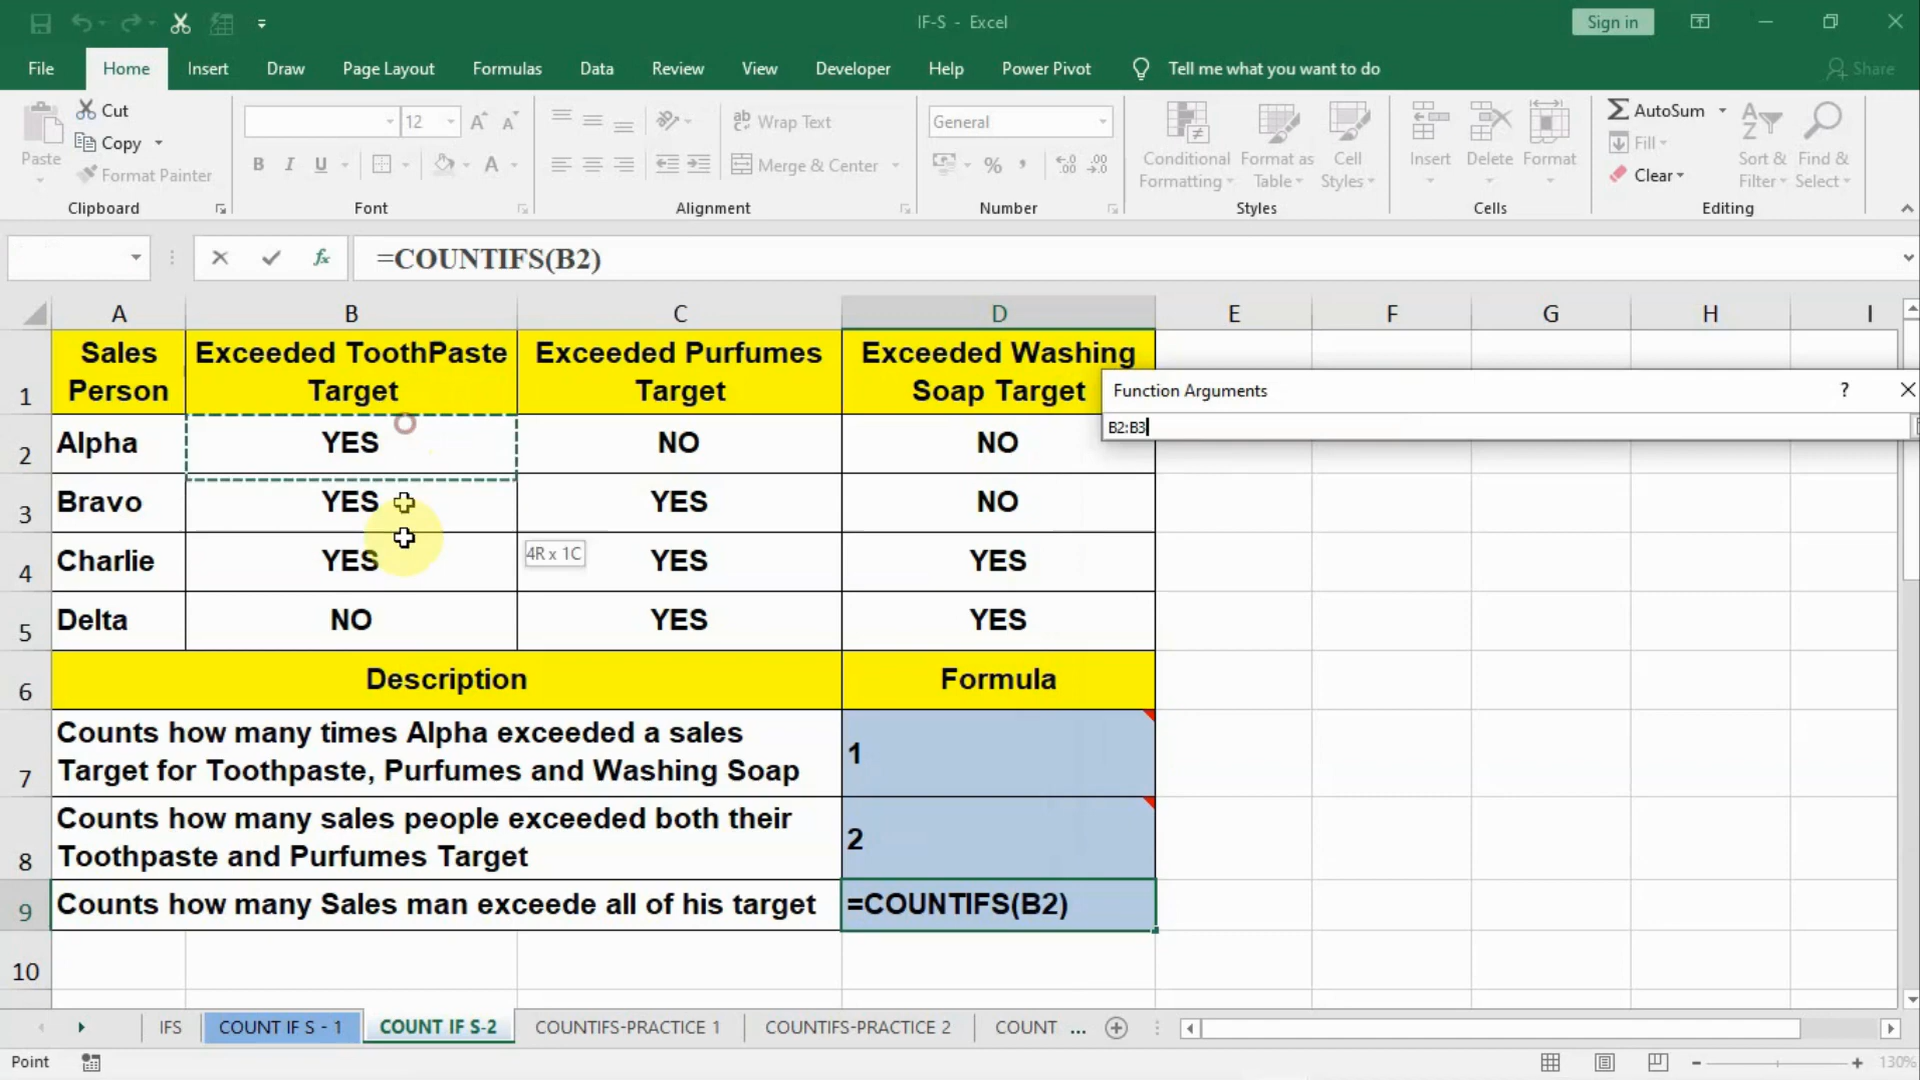 IF-S - Excel
Sign in
File Home Insert Draw Page Layout Formulas Data Review View Developer Help Power Pivot Tell me what you want to do Share
Paste
Cut
Copy
Format Painter
Clipboard
12
B I U
Font
Wrap Text
Merge & Center
Alignment
General
%
Number
Conditional Formatting
Format as Table
Cell Styles
Styles
Insert Delete Format
Cells
AutoSum
Fill
Clear
Sort & Filter
Find & Select
Editing
fx
=COUNTIFS(B2)
A B C D E F G H I
1
Sales Person
Exceeded ToothPaste Target
Exceeded Purfumes Target
Exceeded Washing Soap Target
Function Arguments ?
B2:B3
2 Alpha YES NO NO
3 Bravo YES YES NO
4 Charlie YES YES YES
4R x 1C
5 Delta NO YES YES
6 Description Formula
7
Counts how many times Alpha exceeded a sales
Target for Toothpaste, Purfumes and Washing Soap
1
8
Counts how many sales people exceeded both their
Toothpaste and Purfumes Target
2
9 Counts how many Sales man exceede all of his target =COUNTIFS(B2)
10
IFS COUNT IF S - 1 COUNT IF S-2 COUNTIFS-PRACTICE 1 COUNTIFS-PRACTICE 2 COUNT ...
Point
130%